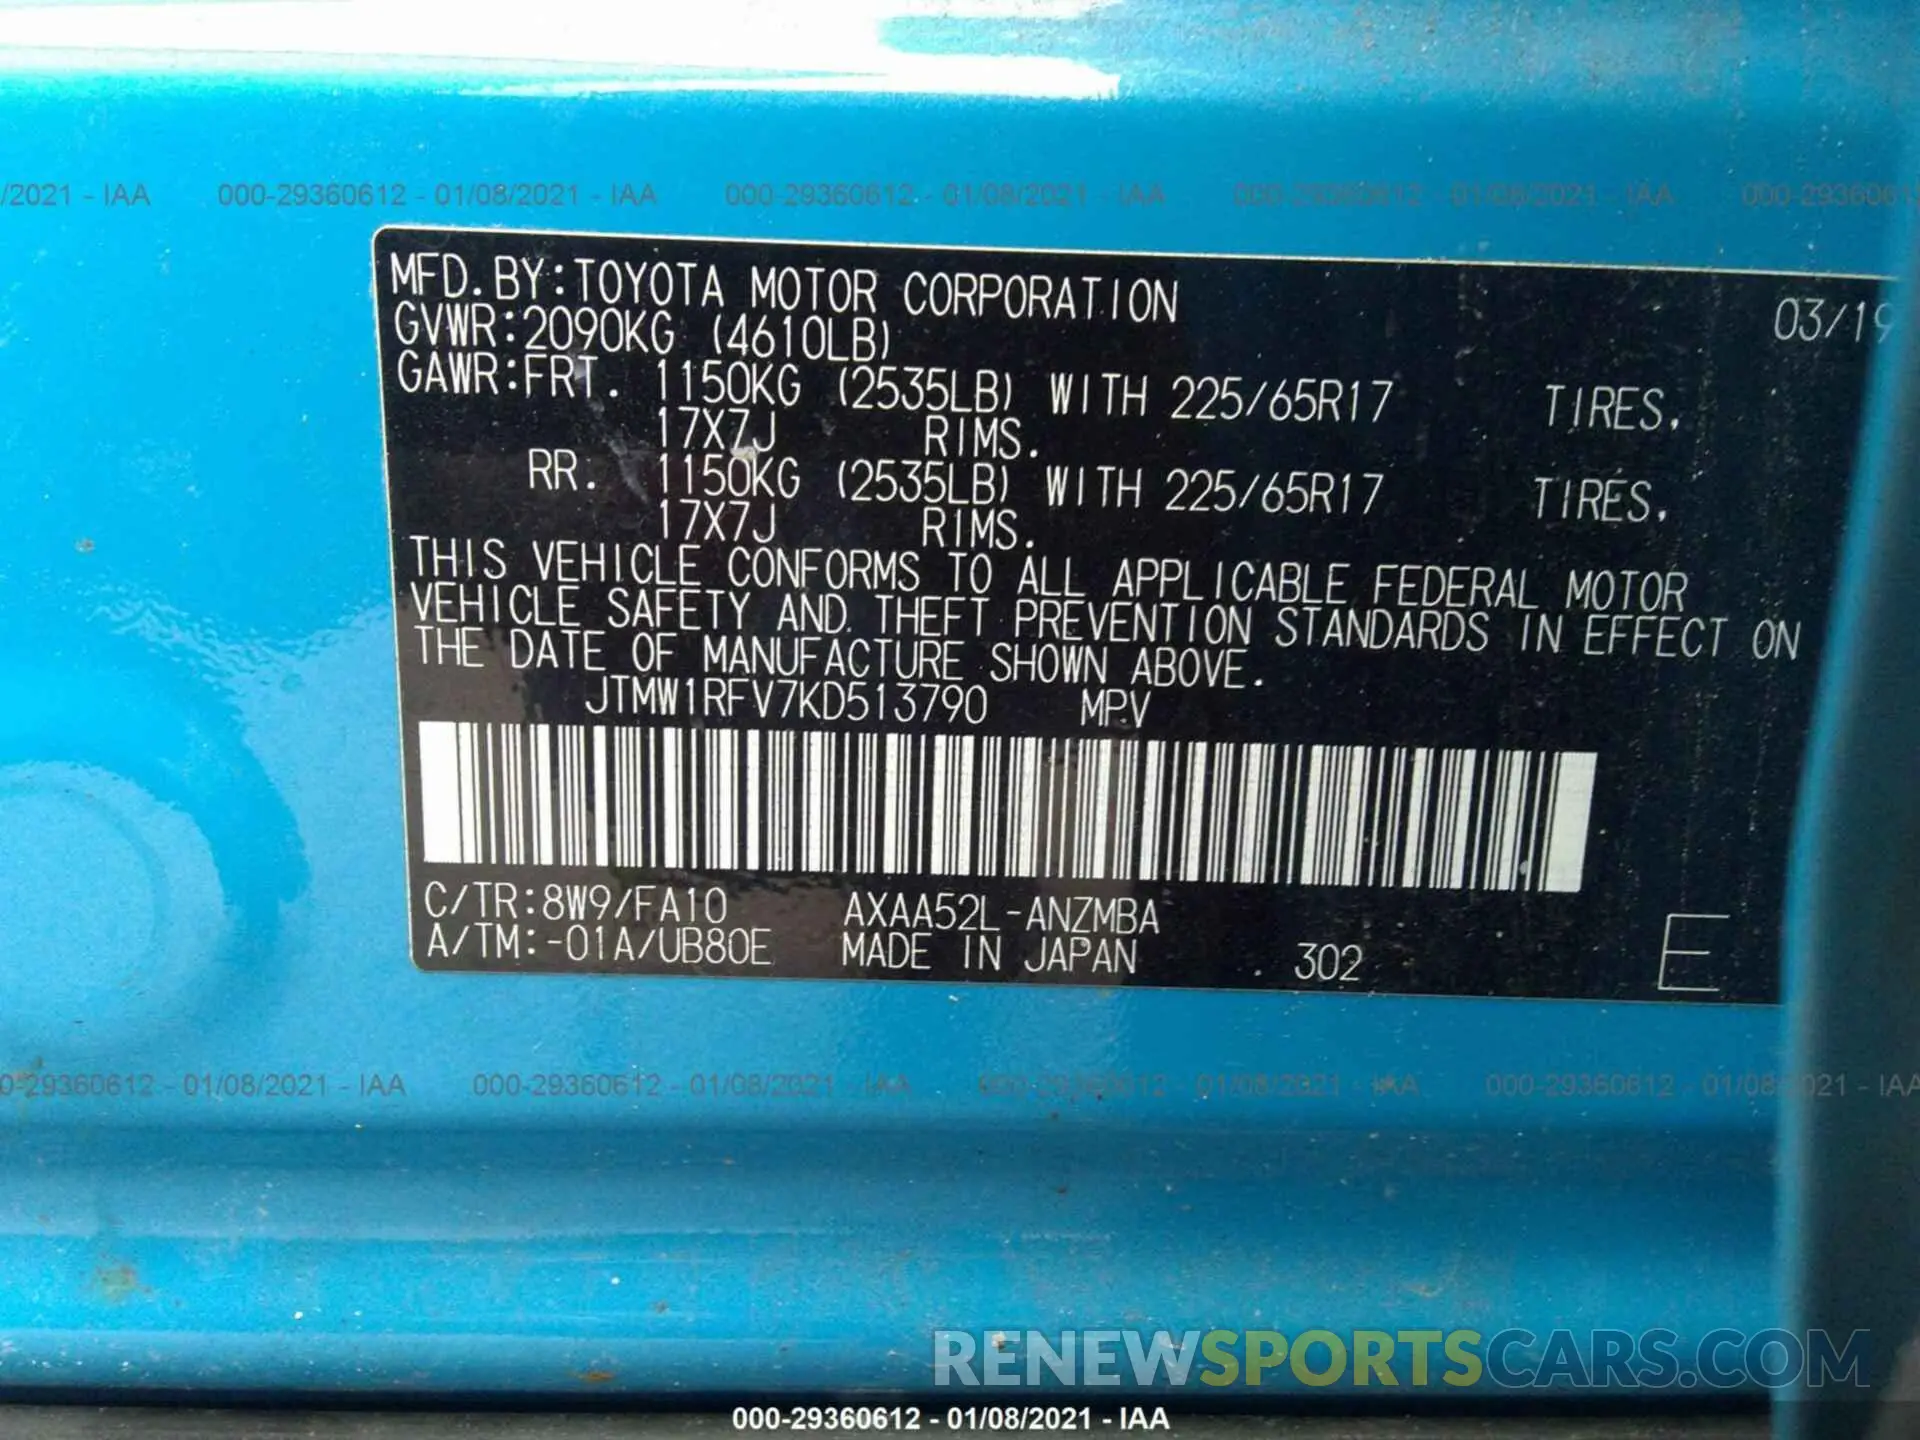 /2021 - IAA 000-29360612 - 01/08/2021 - IAA 000-29360612 - 01/08/2021 - IAA 000-29360612 - 01/08/2021 - IAA 000-2936061
MFD.BY:TOYOTA MOTOR CORPORATION 03/19
GVWR:2090KG (4610LB)
GAWR:FRT. 1150KG (2535LB) WITH 225/65R17 TIRES,
17X7J RIMS.
RR. 1150KG (2535LB) WITH 225/65R17 TIRES,
17X7J RIMS.
THIS VEHICLE CONFORMS TO ALL APPLICABLE FEDERAL MOTOR
VEHICLE SAFETY AND THEFT PREVENTION STANDARDS IN EFFECT ON
THE DATE OF MANUFACTURE SHOWN ABOVE.
JTMW1RFV7KD513790 MPV
C/TR:8W9/FA10 AXAA52L-ANZMBA
A/TM:-01A/UB80E MADE IN JAPAN 302 E
0-29360612 - 01/08/2021 - IAA 000-29360612 - 01/08/2021 - IAA 000-29360612 - 01/08/2021 - IAA 000-29360612 - 01/08/2021 - IAA
RENEWSPORTSCARS.COM
000-29360612 - 01/08/2021 - IAA